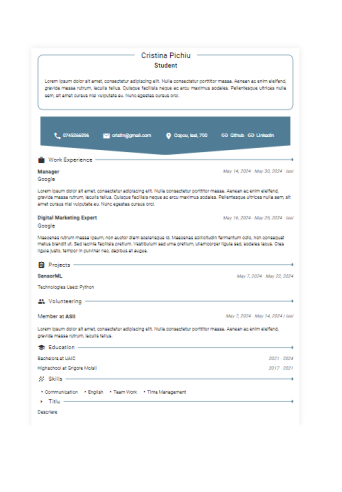 Cristina Pichiu
Student
Lorem ipsum dolor sit amet, consectetur adipiscing elit. Nulla consectetur porttitor massa. Aenean ac enim eleifend,
gravida massa rutrum, iaculis tellus. Quisque facilisis neque ac arcu maximus sodales. Pellentesque ultrices nulla
sem, sit amet cursus nisl vulputate eu. Nunc egestas cursus orci.
cristin@gmail.com Copou, Iasi, 700 Github LinkedIn
Work Experience
Manager May 14, 2024 May 30, 2024 Iasi
Google
Lorem ipsum dolor sit amet, consectetur adipiscing elit. Nulla consectetur porttitor massa. Aenean ac enim eleifend,
gravida massa rutrum, iaculis tellus. Quisque facilisis neque ac arcu maximus sodales. Pellentesque ultrices nulla sem, sit
amet cursus nisl vulputate eu. Nunc egestas cursus orci.
Digital Marketing Expert May 16, 2024 May 29, 2024 Iasi
Google
Maecenas rutrum massa ipsum, non auctor diam scelerisque id. Maecenas sollicitudin fermentum enim, non consequat
metus blandit ut. Sed lacinia facilisis pretium. Vestibulum sed urna pretium, ullamcorper ligula sed, sodales lacus. Cras
ligula justo, tempor in pulvinar nec, dapibus et augue.
Projects
SensorML May 7, 2024 May 22, 2024
Technologies Used: Python
Volunteering
Member at ASII May 7, 2024 May 14, 2024 | Iasi
Lorem ipsum dolor sit amet, consectetur adipiscing elit. Nulla consectetur porttitor massa. Aenean ac enim eleifend,
gravida massa rutrum, iaculis tellus.
Education
Bachelors at UAIC 2021 2024
Highschool at Grigore Moisil 2017 2021
Skills
• Communication • English • Team Work • Time Management
• Titlu
Descriere